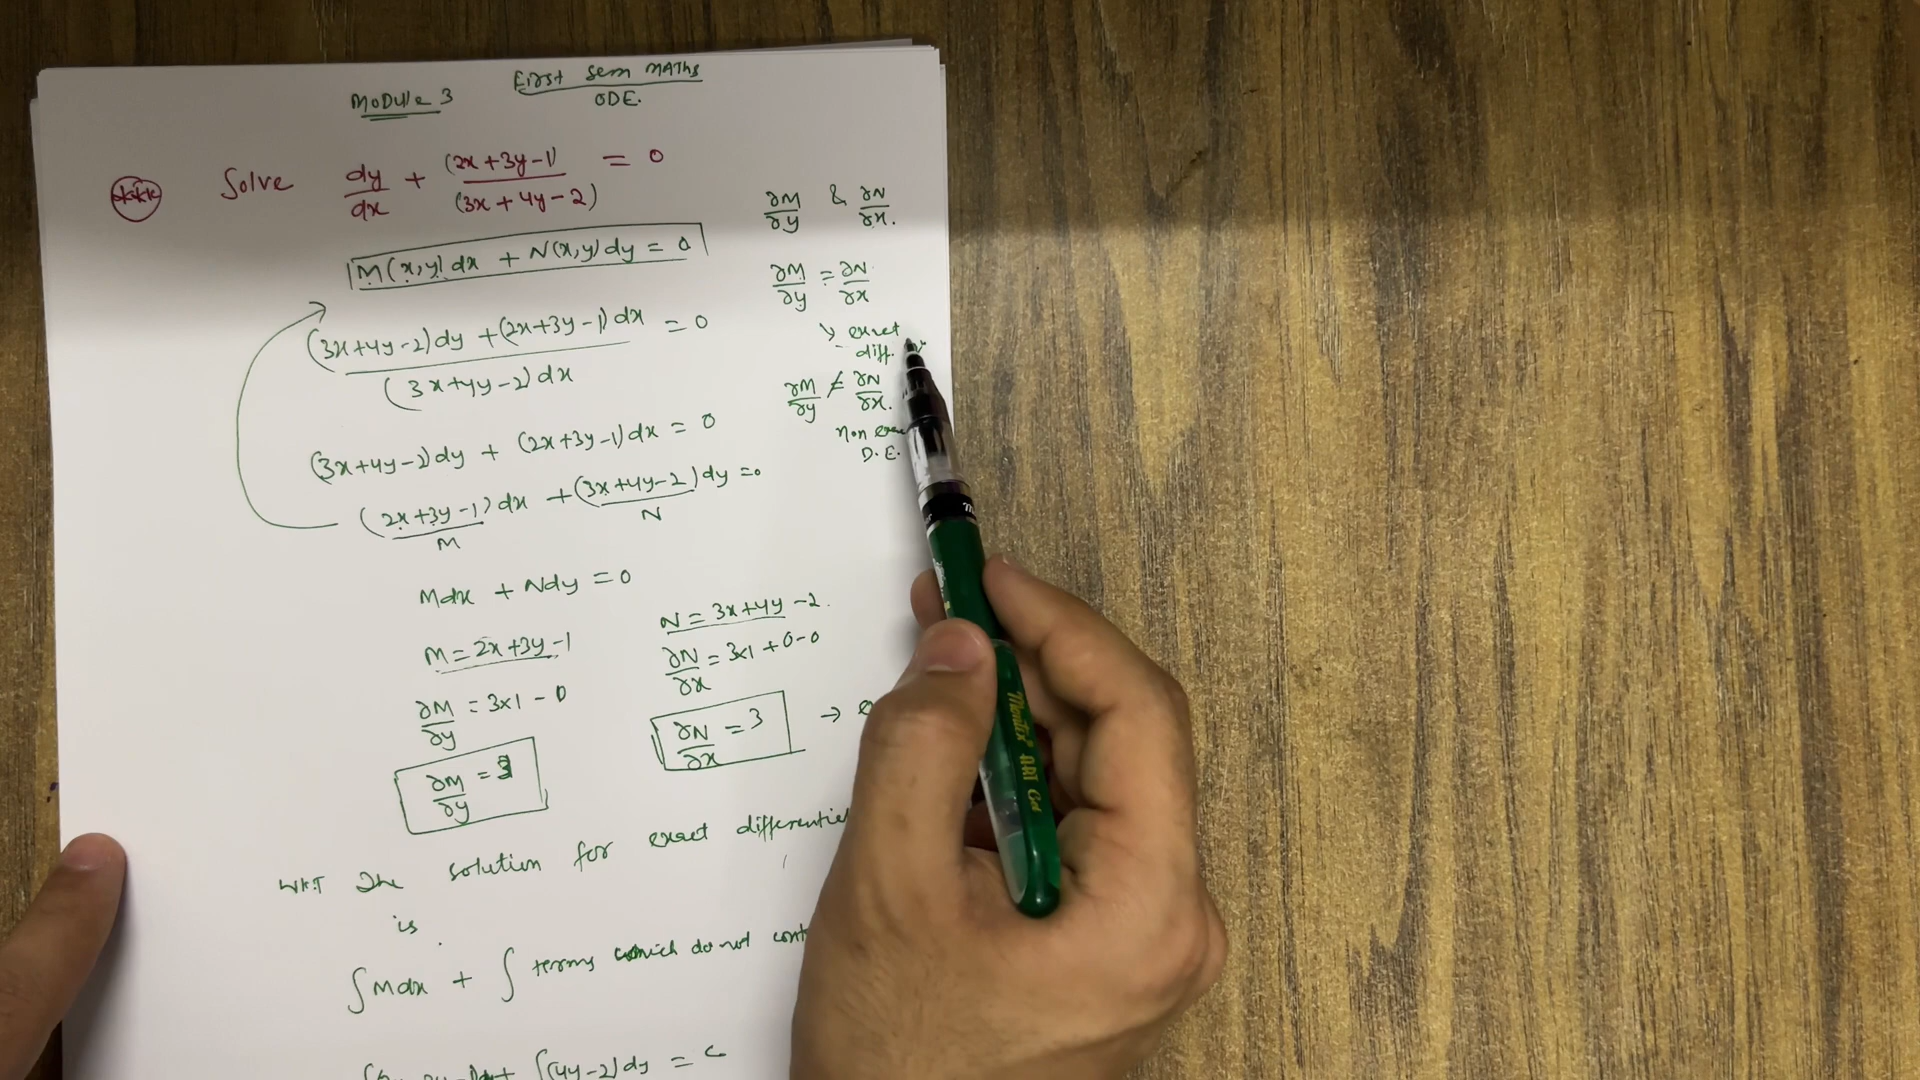 Module 3
First sem MATHs
ODE.
Solve dy/dx + (2x+3y-1)/(3x+4y-2) = 0
M(x,y)dx + N(x,y)dy = 0
((3x+4y-2)dy + (2x+3y-1)dx)/((3x+4y-2)dx) = 0
(3x+4y-2)dy + (2x+3y-1)dx = 0
(2x+3y-1)dx + (3x+4y-2)dy = 0
M N
Mdx + Ndy = 0
M = 2x+3y-1
∂M/∂y = 3x1 - 0
∂M/∂y = 3
N = 3x+4y-2.
∂N/∂x = 3x1 + 0-0
∂N/∂x = 3 →
∂M/∂y & ∂N/∂x.
∂M/∂y = ∂N/∂x
↘ exact
diff.
∂M/∂y ≠ ∂N/∂x.
Non
D.E.
WKT The solution for exact
is
∫Mdx + ∫ terms which do not
∫(4y-2)dy = c
Montex ART Gel